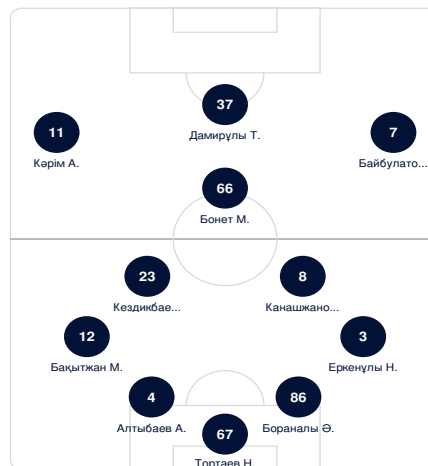 37
Дамирұлы Т.
11
Кәрім А.
7
Байбулато...
66
Бонет М.
23
Кездикбае...
8
Канашжано...
12
Бақытжан М.
3
Еркенұлы Н.
4
Алтыбаев А.
86
Бораналы Ә.
67
Тортаев Н.